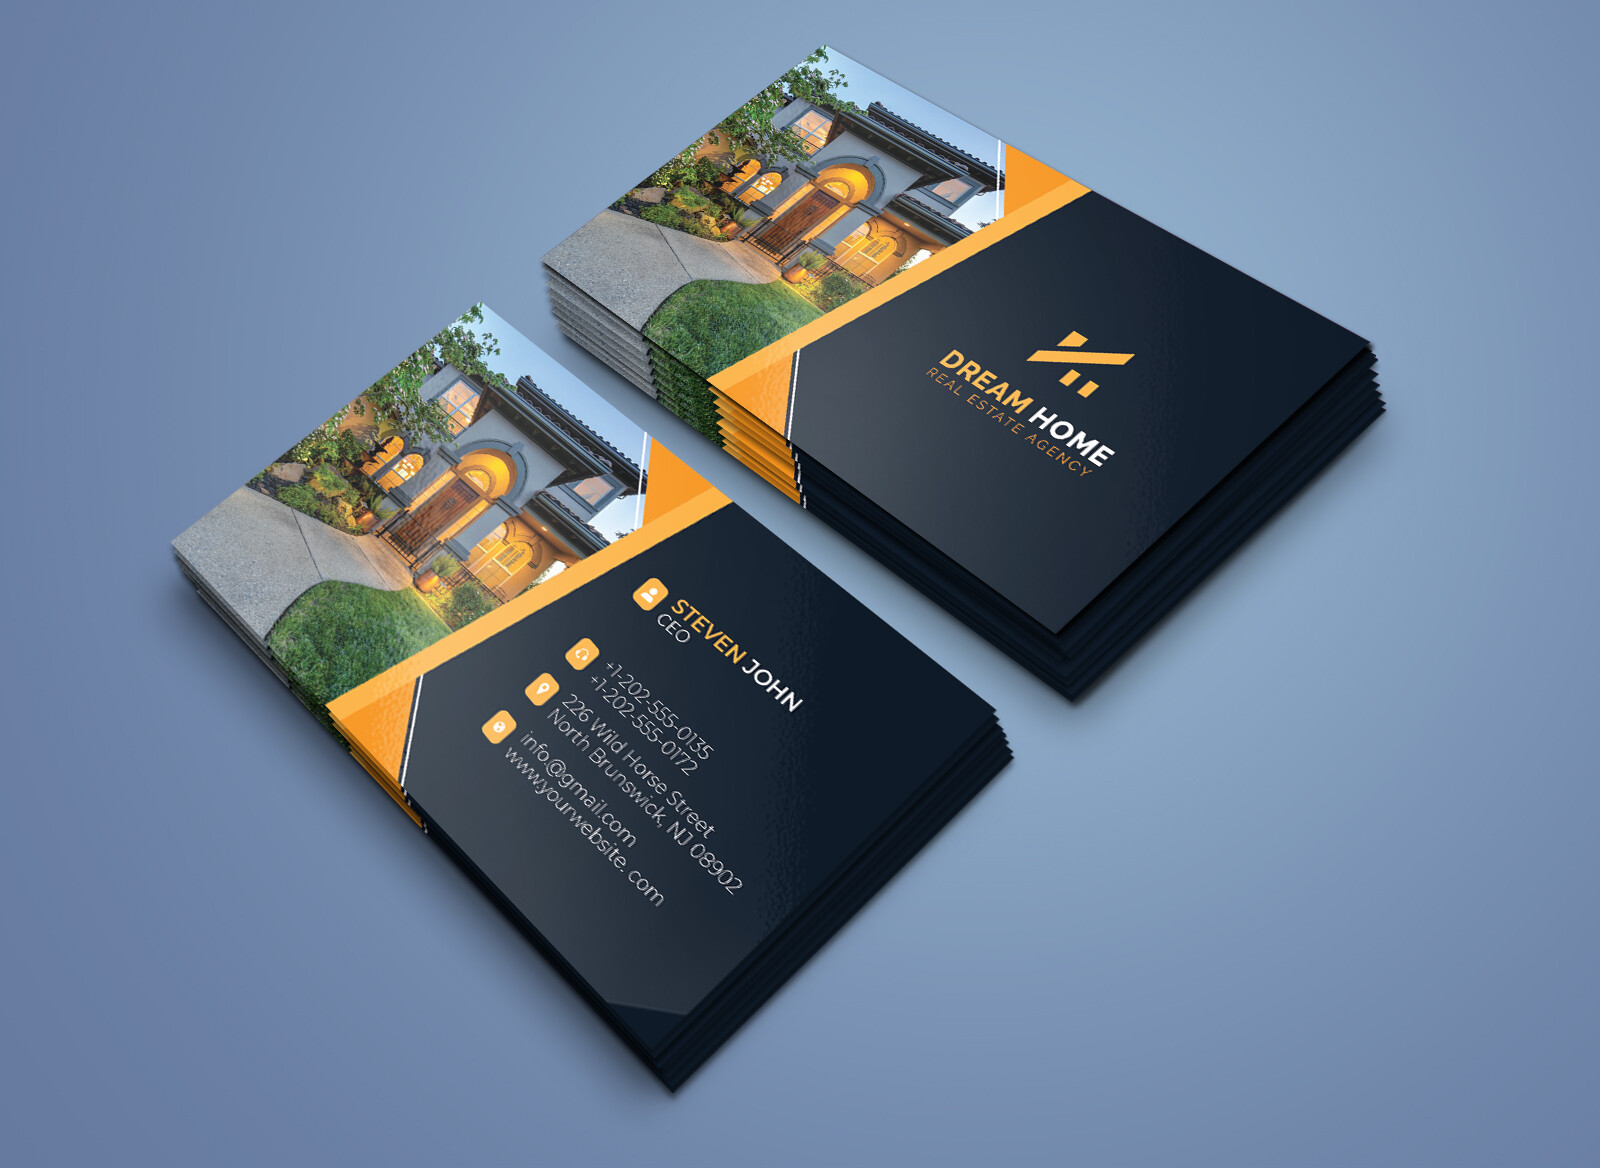 DREAM HOME
REAL ESTATE AGENCY
STEVEN JOHN
CEO
+1-202-555-0135
+1-202-555-0172
226 Wild Horse Street
North Brunswick, NJ 08902
info@gmail.com
www.yourwebsite. com